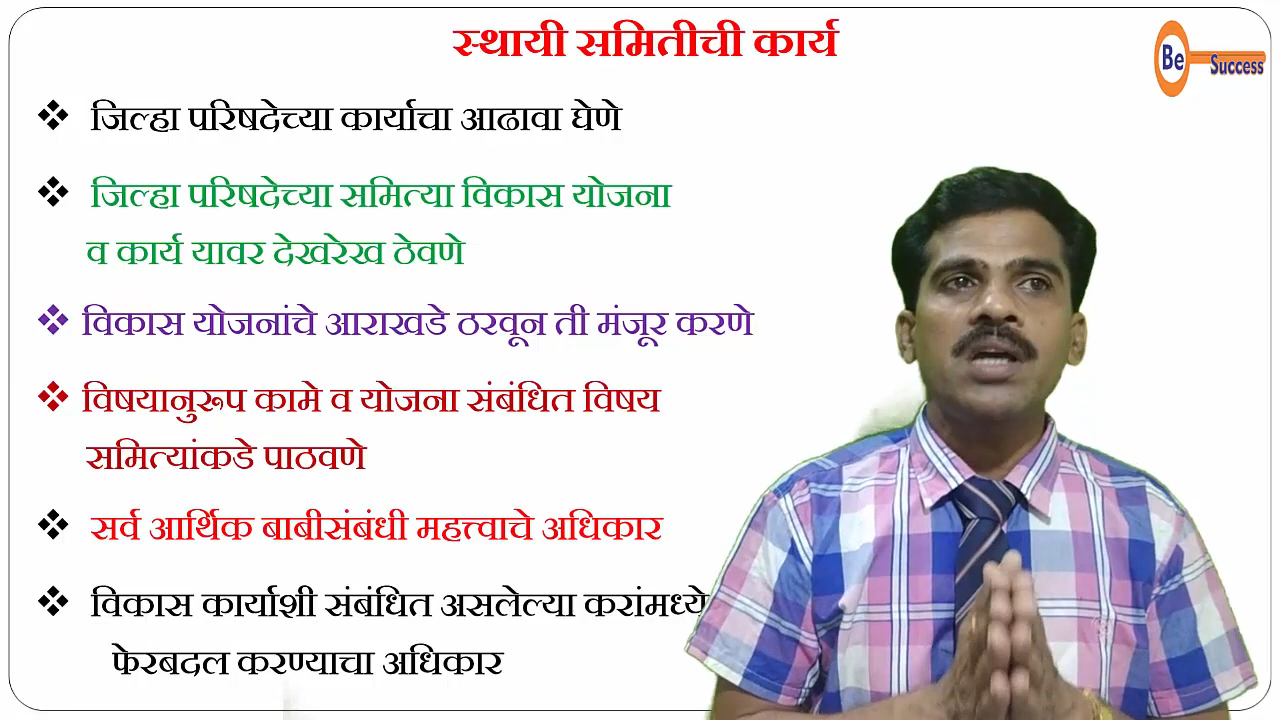 स्थायी समितीची कार्य
Be Success
❖ जिल्हा परिषदेच्या कार्याचा आढावा घेणे
❖ जिल्हा परिषदेच्या समित्या विकास योजना
व कार्य यावर देखरेख ठेवणे
❖ विकास योजनांचे आराखडे ठरवून ती मंजूर करणे
❖ विषयानुरूप कामे व योजना संबंधित विषय
समित्यांकडे पाठवणे
❖ सर्व आर्थिक बाबीसंबंधी महत्त्वाचे अधिकार
❖ विकास कार्याशी संबंधित असलेल्या करांमध्ये
फेरबदल करण्याचा अधिकार